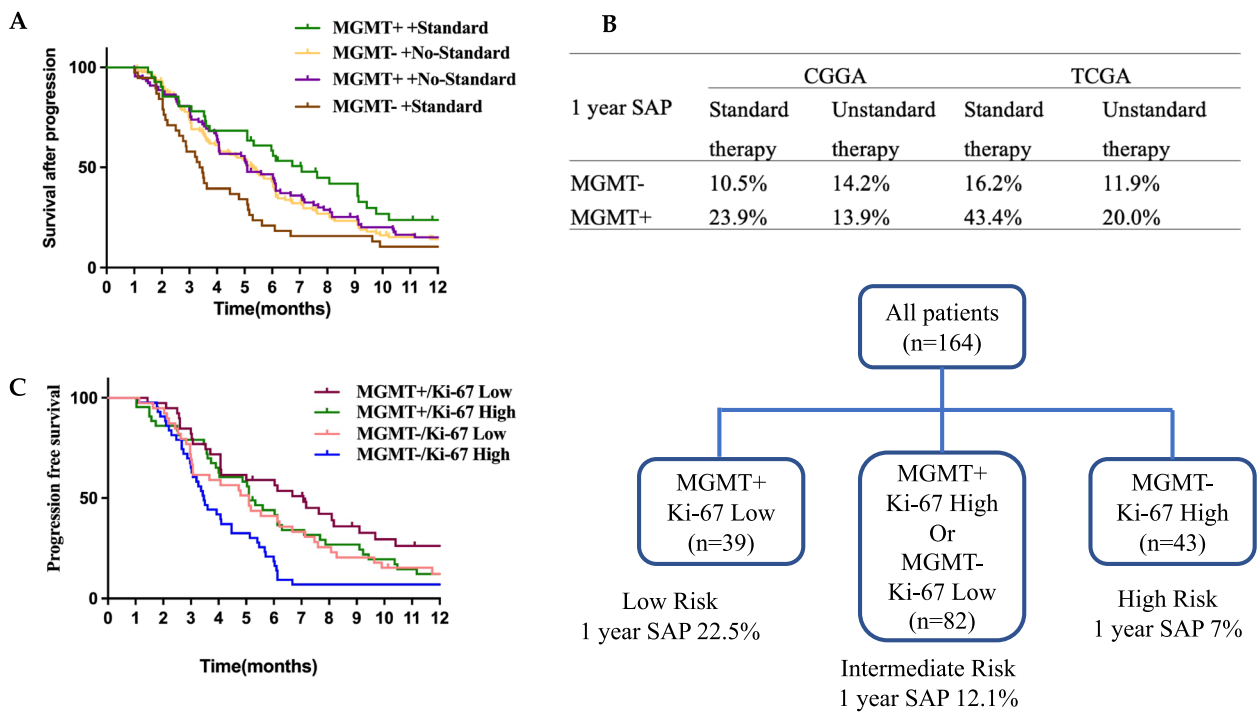 A
MGMT+ +Standard
MGMT- +No-Standard
MGMT+ +No-Standard
MGMT- +Standard
Survival after progression
100
50
0
0 1 2 3 4 5 6 7 8 9 10 11 12
Time(months)
B
CGGA TCGA
1 year SAP Standard therapy Unstandard therapy Standard therapy Unstandard therapy
MGMT- 10.5% 14.2% 16.2% 11.9%
MGMT+ 23.9% 13.9% 43.4% 20.0%
C
MGMT+/Ki-67 Low
MGMT+/Ki-67 High
MGMT-/Ki-67 Low
MGMT-/Ki-67 High
Progression free survival
100
50
0
0 1 2 3 4 5 6 7 8 9 10 11 12
Time(months)
All patients
(n=164)
MGMT+
Ki-67 Low
(n=39)
Low Risk
1 year SAP 22.5%
MGMT+
Ki-67 High
Or
MGMT-
Ki-67 Low
(n=82)
Intermediate Risk
1 year SAP 12.1%
MGMT-
Ki-67 High
(n=43)
High Risk
1 year SAP 7%